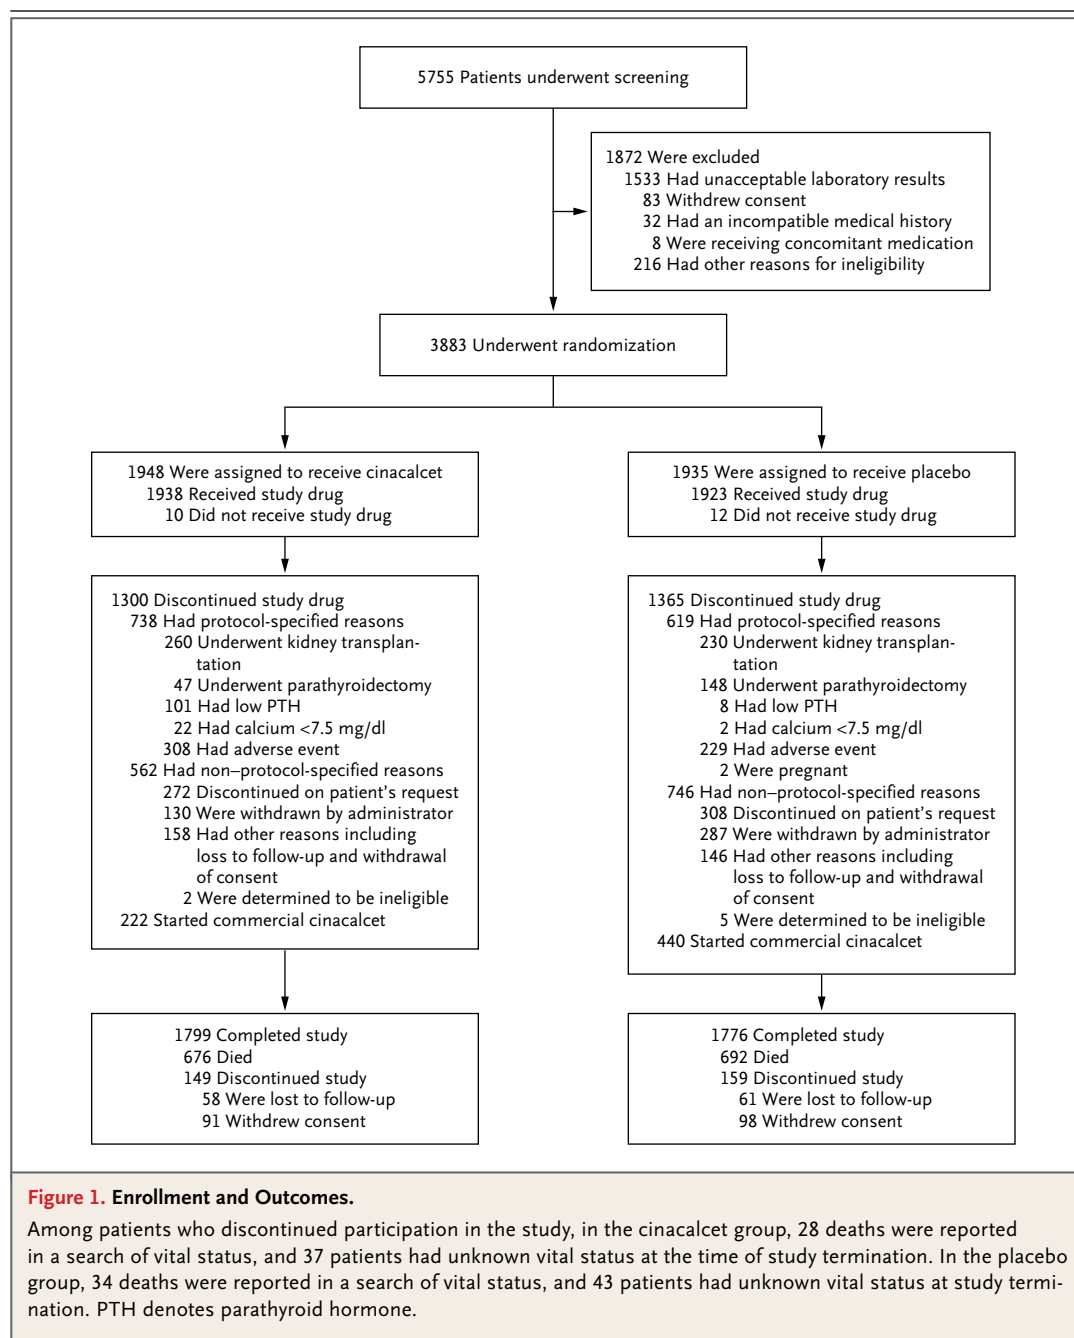 5755 Patients underwent screening
1872 Were excluded
1533 Had unacceptable laboratory results
83 Withdrew consent
32 Had an incompatible medical history
8 Were receiving concomitant medication
216 Had other reasons for ineligibility
3883 Underwent randomization
1948 Were assigned to receive cinacalcet
1938 Received study drug
10 Did not receive study drug
1935 Were assigned to receive placebo
1923 Received study drug
12 Did not receive study drug
1300 Discontinued study drug
738 Had protocol-specified reasons
260 Underwent kidney transplan-
tation
47 Underwent parathyroidectomy
101 Had low PTH
22 Had calcium <7.5 mg/dl
308 Had adverse event
562 Had non–protocol-specified reasons
272 Discontinued on patient's request
130 Were withdrawn by administrator
158 Had other reasons including
loss to follow-up and withdrawal
of consent
2 Were determined to be ineligible
222 Started commercial cinacalcet
1365 Discontinued study drug
619 Had protocol-specified reasons
230 Underwent kidney transplan-
tation
148 Underwent parathyroidectomy
8 Had low PTH
2 Had calcium <7.5 mg/dl
229 Had adverse event
2 Were pregnant
746 Had non–protocol-specified reasons
308 Discontinued on patient's request
287 Were withdrawn by administrator
146 Had other reasons including
loss to follow-up and withdrawal
of consent
5 Were determined to be ineligible
440 Started commercial cinacalcet
1799 Completed study
676 Died
149 Discontinued study
58 Were lost to follow-up
91 Withdrew consent
1776 Completed study
692 Died
159 Discontinued study
61 Were lost to follow-up
98 Withdrew consent
Figure 1. Enrollment and Outcomes.
Among patients who discontinued participation in the study, in the cinacalcet group, 28 deaths were reported
in a search of vital status, and 37 patients had unknown vital status at the time of study termination. In the placebo
group, 34 deaths were reported in a search of vital status, and 43 patients had unknown vital status at study termi-
nation. PTH denotes parathyroid hormone.